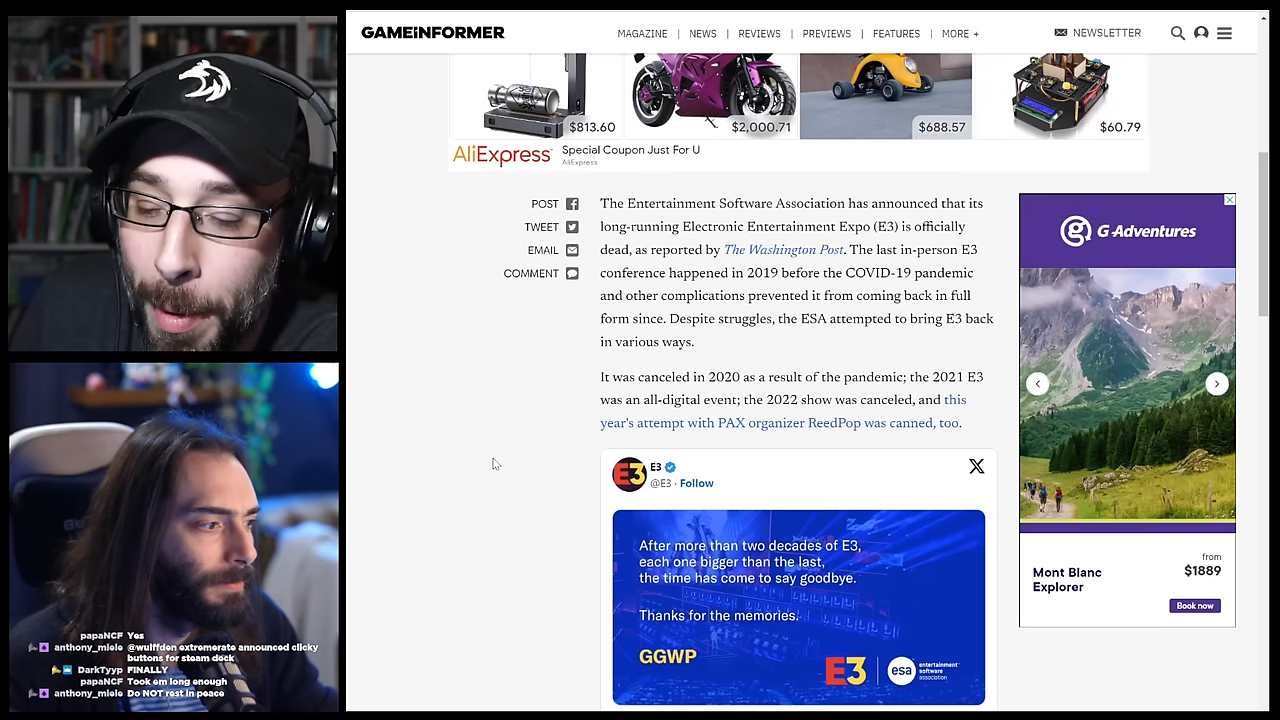 GAMEINFORMER
MAGAZINE | NEWS | REVIEWS | PREVIEWS | FEATURES | MORE +
NEWSLETTER
$813.60
$2,000.71
$688.57
$60.79
AliExpress
Special Coupon Just For U
AliExpress
POST
TWEET
EMAIL
COMMENT
The Entertainment Software Association has announced that its
long-running Electronic Entertainment Expo (E3) is officially
dead, as reported by The Washington Post. The last in-person E3
conference happened in 2019 before the COVID-19 pandemic
and other complications prevented it from coming back in full
form since. Despite struggles, the ESA attempted to bring E3 back
in various ways.
It was canceled in 2020 as a result of the pandemic; the 2021 E3
was an all-digital event; the 2022 show was canceled, and this
year's attempt with PAX organizer ReedPop was canned, too.
E3
@E3 · Follow
After more than two decades of E3,
each one bigger than the last,
the time has come to say goodbye.
Thanks for the memories.
GGWP
E3
esa entertainment
software
association
G Adventures
Mont Blanc
Explorer
from
$1889
Book now
papaNCF Yes
anthony_miele @wulffden extremerate announced clicky
buttons for steam deck
DarkTyyp FINALLY
papaNCF Took em long enough
anthony_miele Do NOT rest in peace